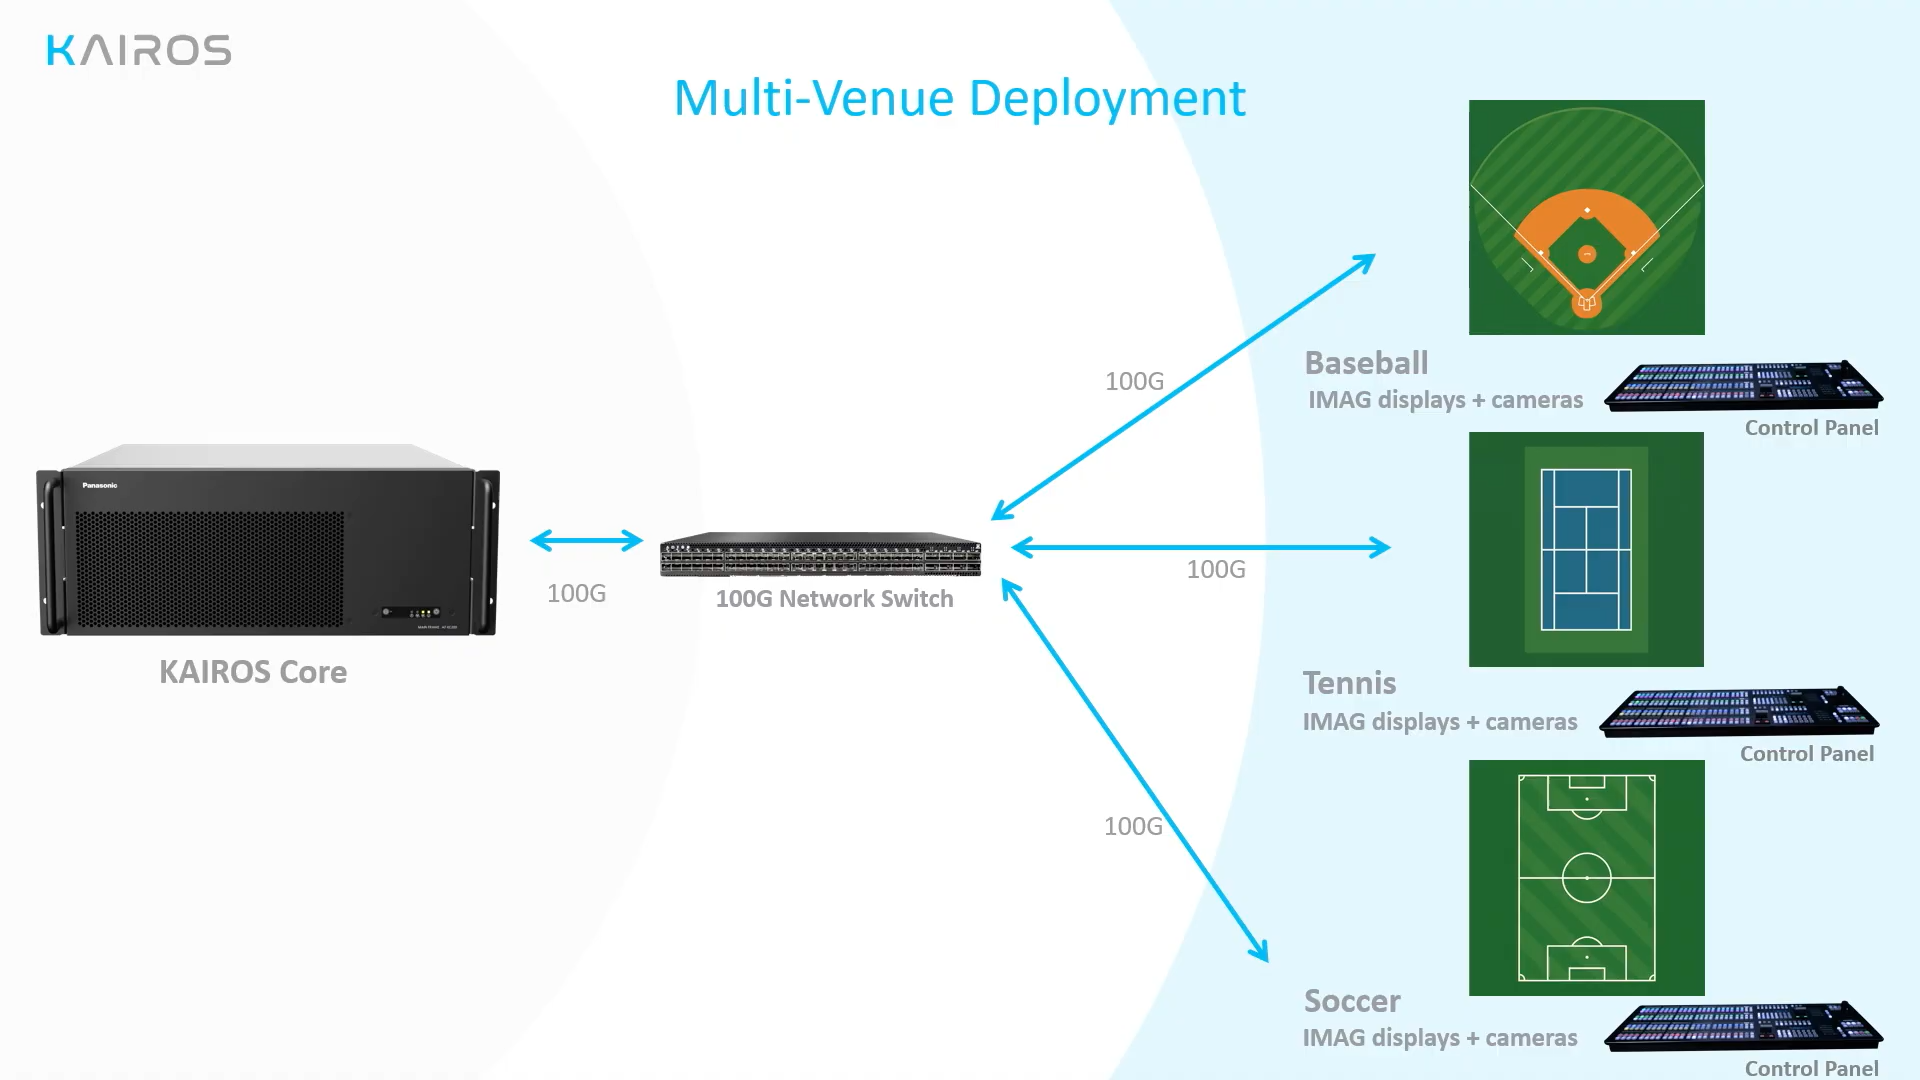 KAIROS
Multi-Venue Deployment
Panasonic
KAIROS Core
100G
100G Network Switch
100G
100G
100G
Baseball
IMAG displays + cameras
Control Panel
Tennis
IMAG displays + cameras
Control Panel
Soccer
IMAG displays + cameras
Control Panel